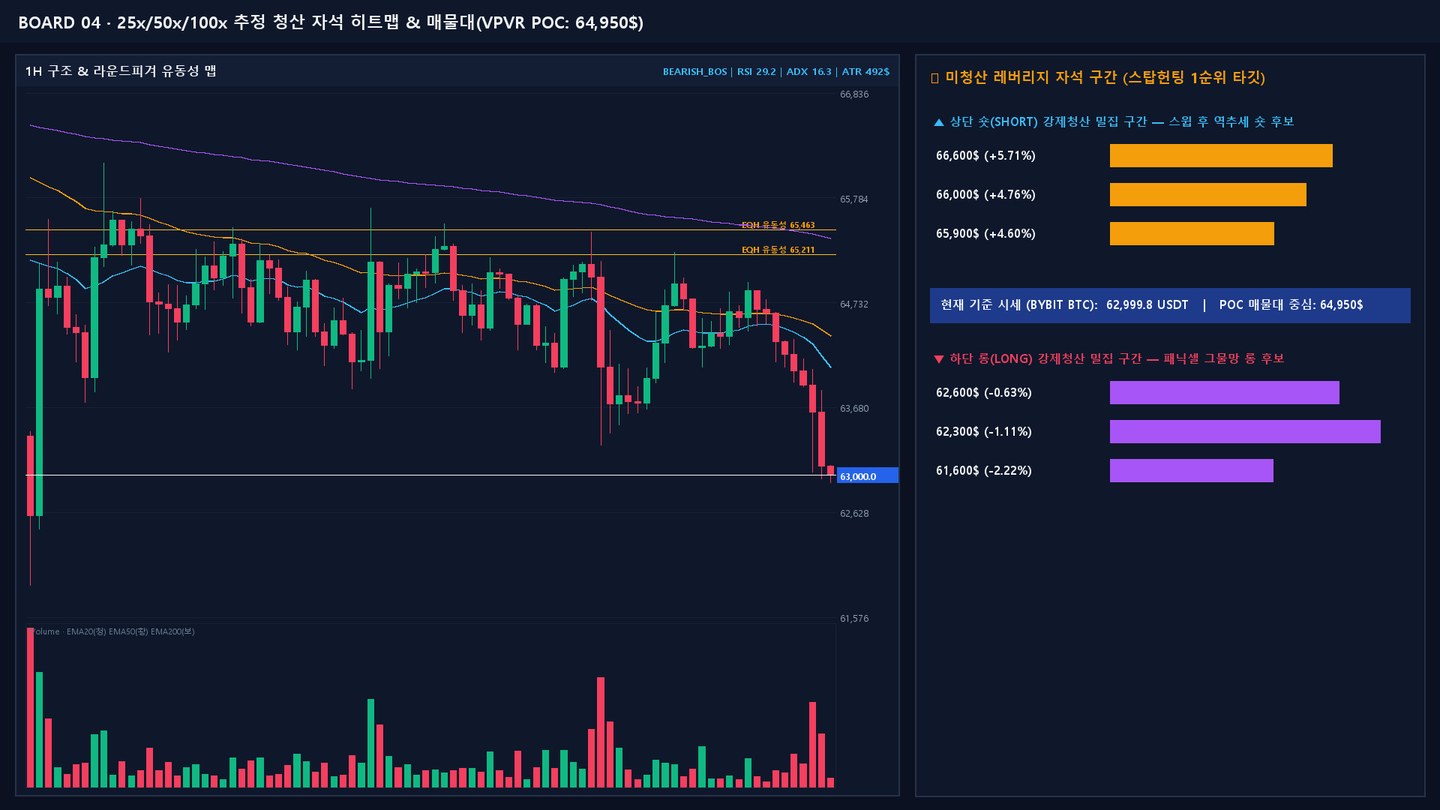 BOARD 04 · 25x/50x/100x 추정 청산 자석 히트맵 & 매물대(VPVR POC: 64,950$)
1H 구조 & 라운드피겨 유동성 맵
BEARISH_BOS | RSI 29.2 | ADX 16.3 | ATR 492$
66,836
65,784
EQH 유동성 65,463
EQH 유동성 65,211
64,732
63,680
63,000.0
62,628
61,576
Volume · EMA20(청) EMA50(황) EMA200(보)
미청산 레버리지 자석 구간 (스탑헌팅 1순위 타깃)
▲ 상단 숏(SHORT) 강제청산 밀집 구간 — 스윕 후 역추세 숏 후보
66,600$ (+5.71%)
66,000$ (+4.76%)
65,900$ (+4.60%)
현재 기준 시세 (BYBIT BTC): 62,999.8 USDT | POC 매물대 중심: 64,950$
▼ 하단 롱(LONG) 강제청산 밀집 구간 — 패닉셀 그물망 롱 후보
62,600$ (-0.63%)
62,300$ (-1.11%)
61,600$ (-2.22%)